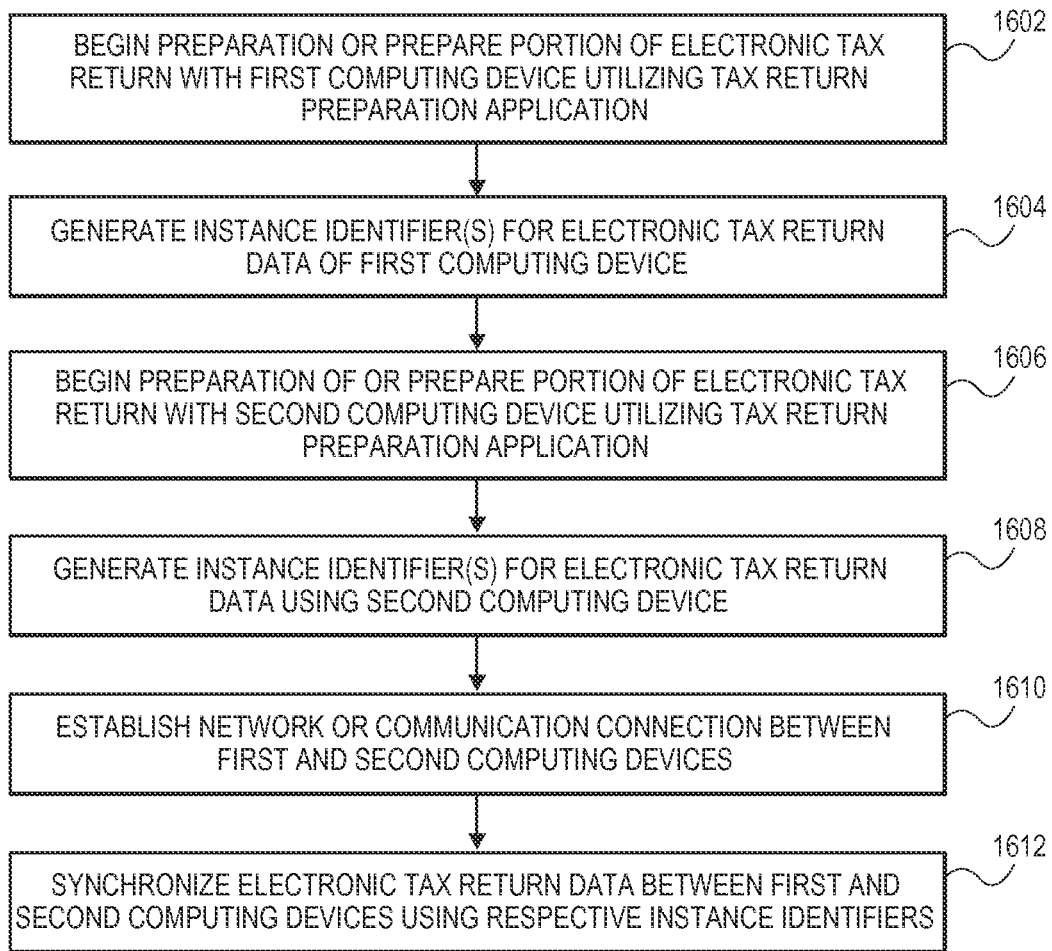 1602
BEGIN PREPARATION OR PREPARE PORTION OF ELECTRONIC TAX
RETURN WITH FIRST COMPUTING DEVICE UTILIZING TAX RETURN
PREPARATION APPLICATION
1604
GENERATE INSTANCE IDENTIFIER(S) FOR ELECTRONIC TAX RETURN
DATA OF FIRST COMPUTING DEVICE
1606
BEGIN PREPARATION OF OR PREPARE PORTION OF ELECTRONIC TAX
RETURN WITH SECOND COMPUTING DEVICE UTILIZING TAX RETURN
PREPARATION APPLICATION
1608
GENERATE INSTANCE IDENTIFIER(S) FOR ELECTRONIC TAX RETURN
DATA USING SECOND COMPUTING DEVICE
1610
ESTABLISH NETWORK OR COMMUNICATION CONNECTION BETWEEN
FIRST AND SECOND COMPUTING DEVICES
1612
SYNCHRONIZE ELECTRONIC TAX RETURN DATA BETWEEN FIRST AND
SECOND COMPUTING DEVICES USING RESPECTIVE INSTANCE IDENTIFIERS